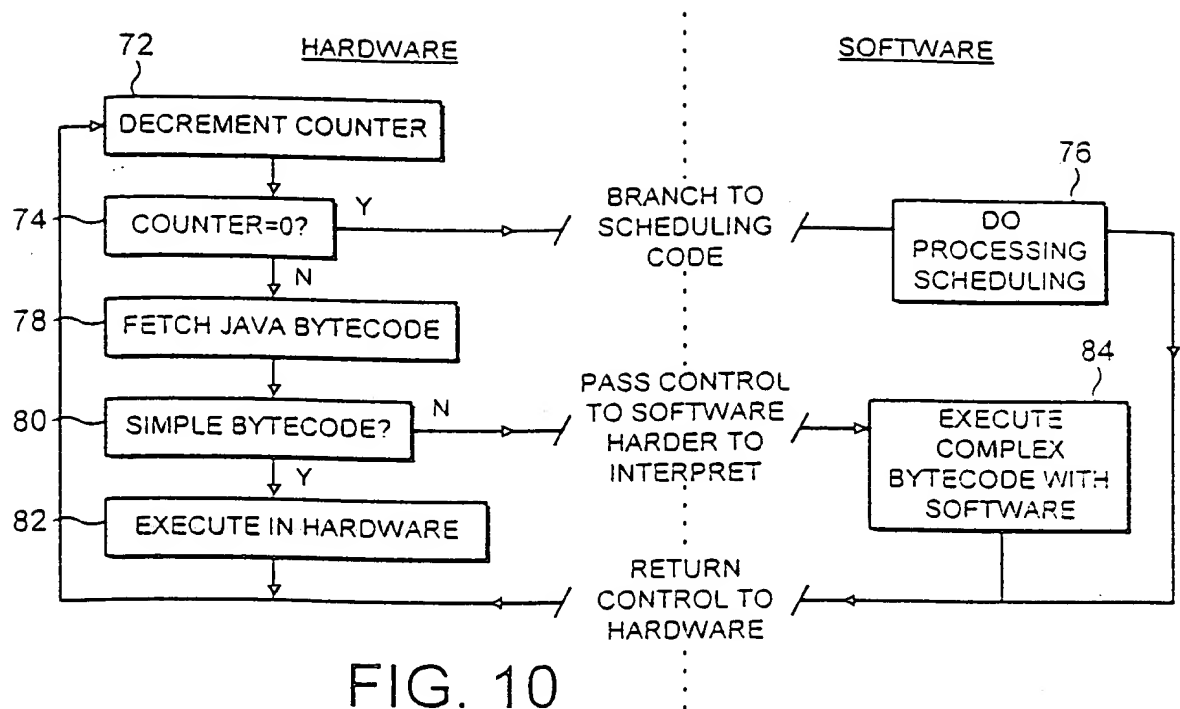 72
HARDWARE
SOFTWARE
DECREMENT COUNTER
76
74
COUNTER=0?
Y
BRANCH TO
SCHEDULING
CODE
DO
PROCESSING
SCHEDULING
N
78
FETCH JAVA BYTECODE
84
80
SIMPLE BYTECODE?
N
PASS CONTROL
TO SOFTWARE
HARDER TO
INTERPRET
EXECUTE
COMPLEX
BYTECODE WITH
SOFTWARE
Y
82
EXECUTE IN HARDWARE
RETURN
CONTROL TO
HARDWARE
FIG. 10